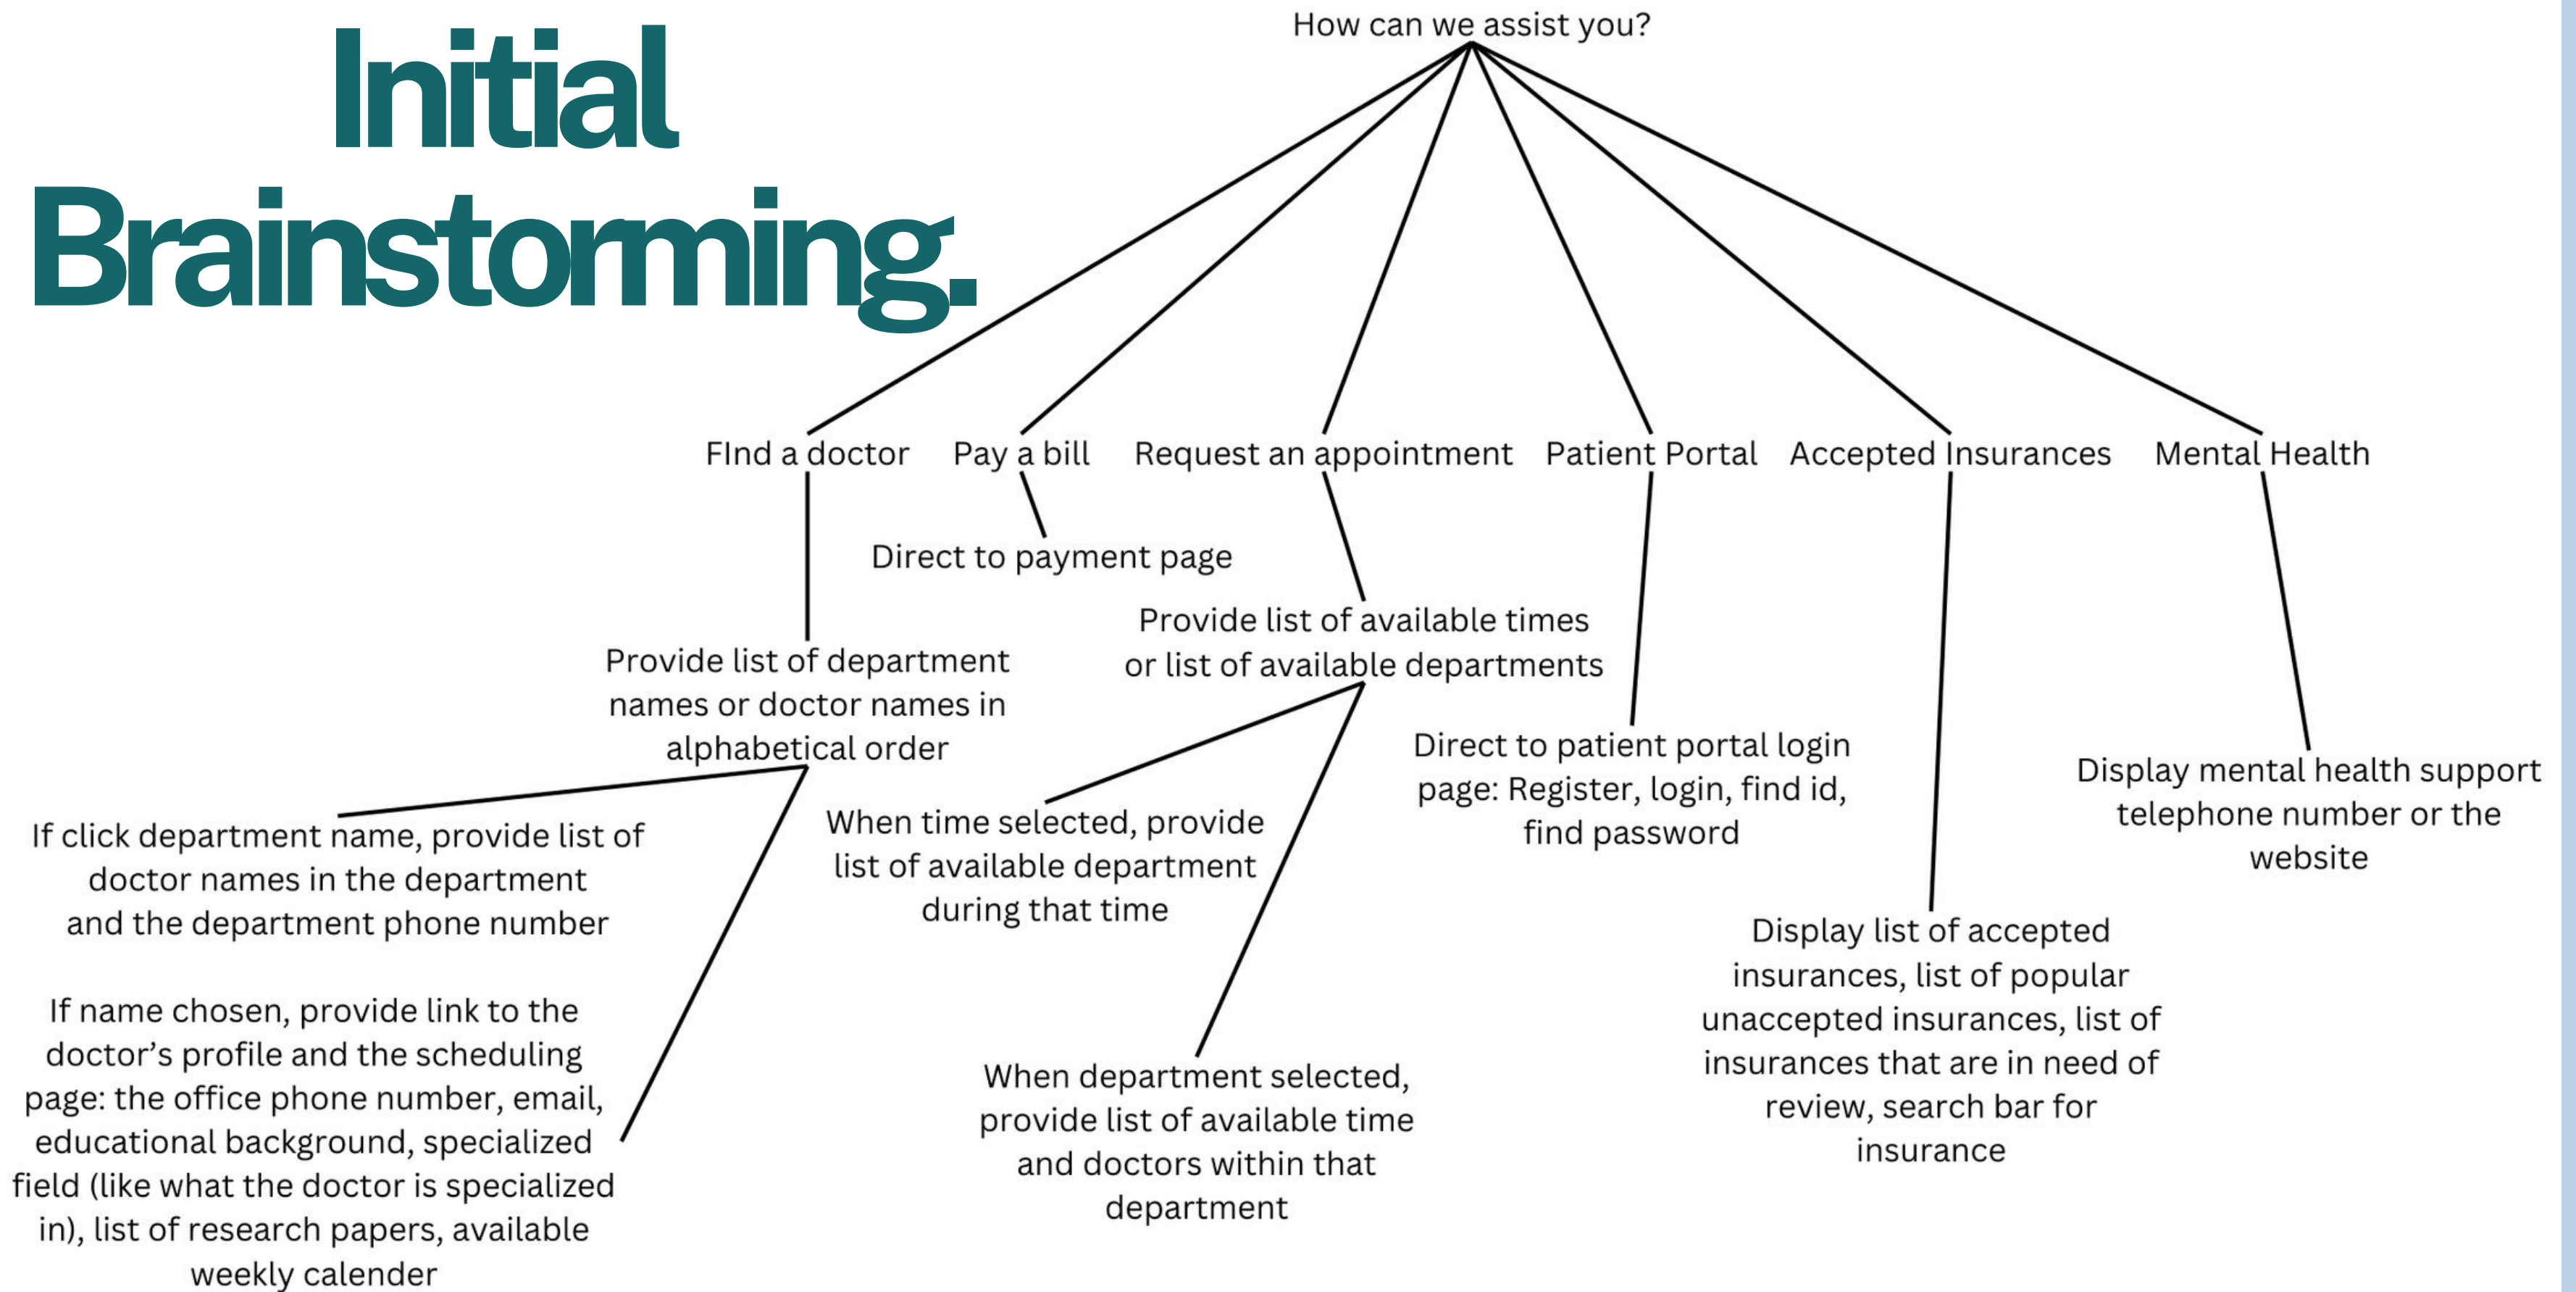 Initial
Brainstorming.
How can we assist you?
FInd a doctor
Pay a bill
Request an appointment
Patient Portal
Accepted Insurances
Mental Health
Direct to payment page
Provide list of department
names or doctor names in
alphabetical order
Provide list of available times
or list of available departments
Direct to patient portal login
page: Register, login, find id,
find password
Display mental health support
telephone number or the
website
If click department name, provide list of
doctor names in the department
and the department phone number
When time selected, provide
list of available department
during that time
Display list of accepted
insurances, list of popular
unaccepted insurances, list of
insurances that are in need of
review, search bar for
insurance
If name chosen, provide link to the
doctor’s profile and the scheduling
page: the office phone number, email,
educational background, specialized
field (like what the doctor is specialized
in), list of research papers, available
weekly calender
When department selected,
provide list of available time
and doctors within that
department